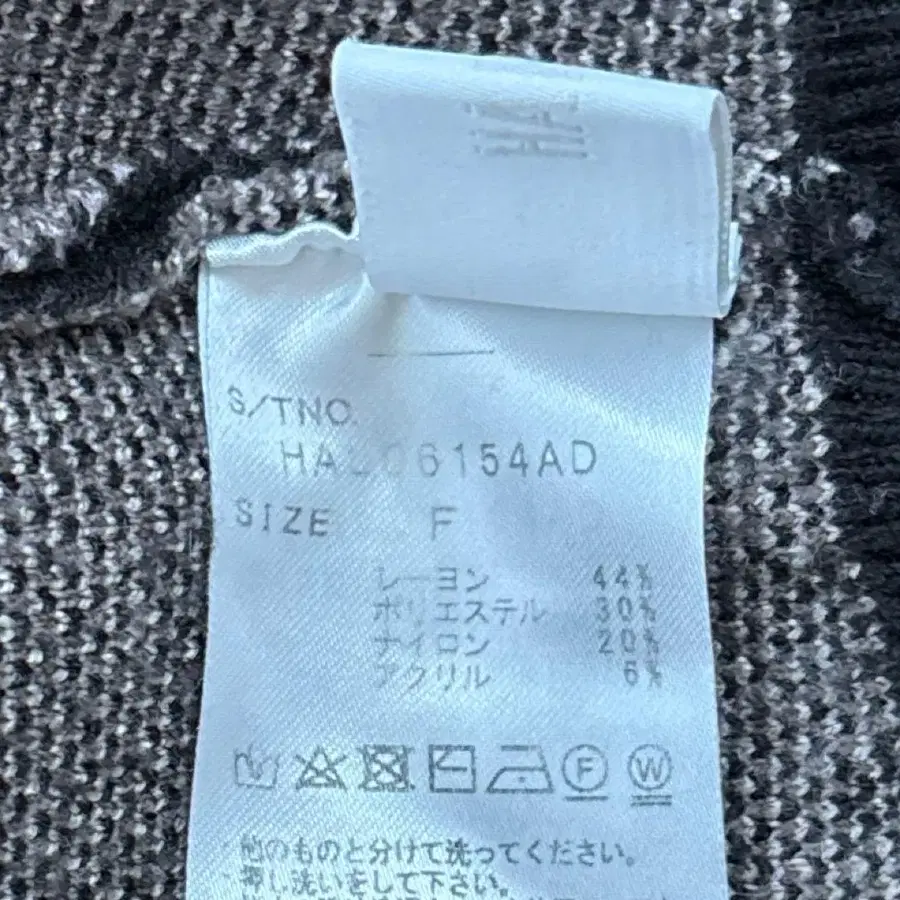 HA
S/TNO.
SIZE F
レーヨン 44%
ポリエステル 30%
ナイロン 20%
アクリル 6%
F W
他のものと分けて洗ってください。
押し洗いをして下さい。